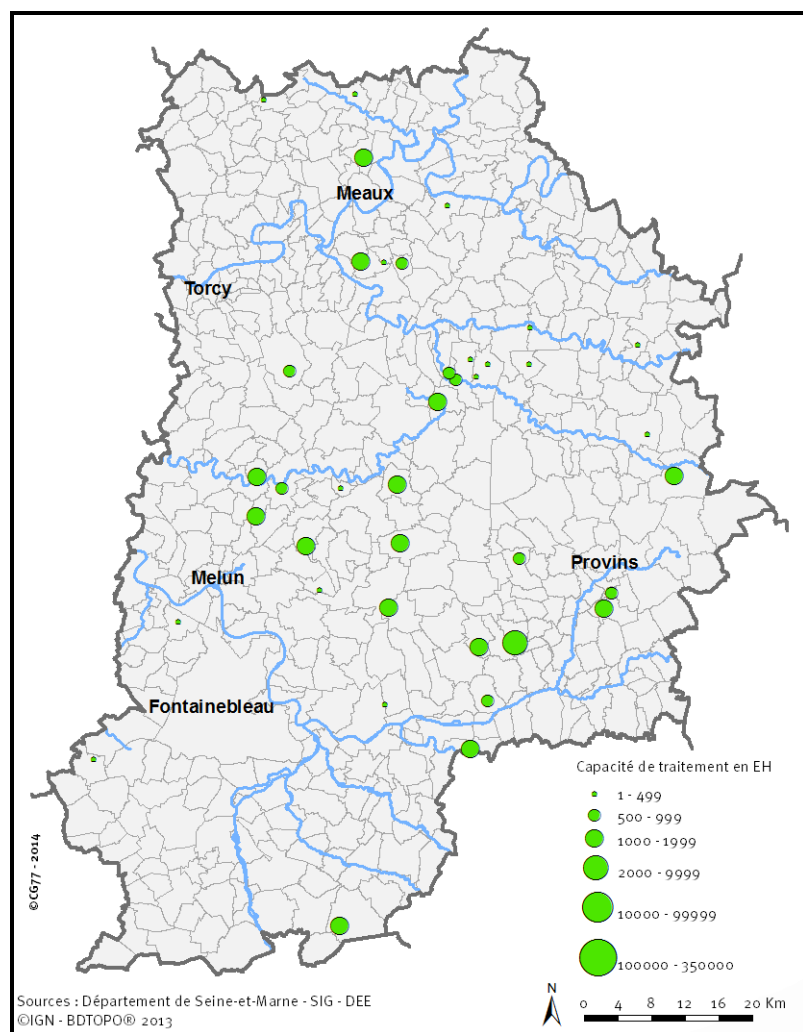 Meaux
Torcy
Melun
Provins
Fontainebleau
Capacité de traitement en EH
1 - 499
500 - 999
1000 - 1999
2000 - 9999
10000 - 99999
100000 - 350000
©CG77 - 2014
Sources : Département de Seine-et-Marne - SIG - DEE
©IGN - BDTOPO® 2013
N
0 4 8 12 16 20 Km